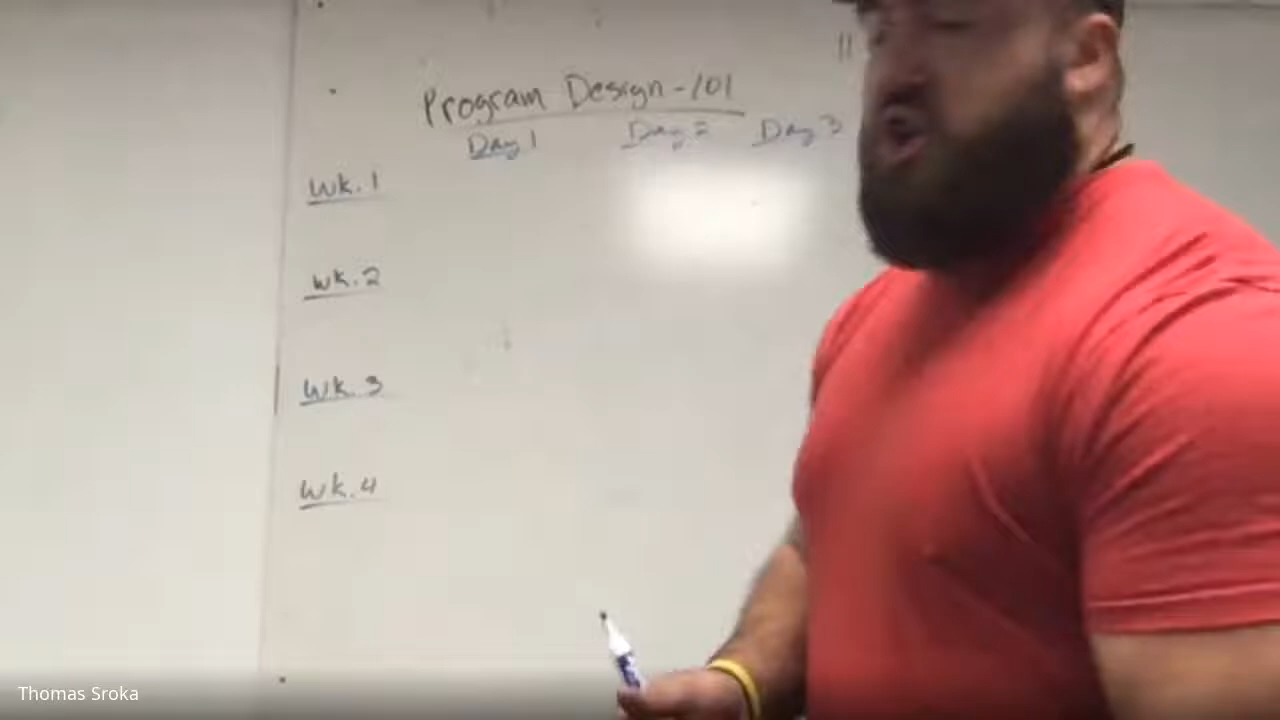 Program Design - 101
Day 1 Day 2 Day 3
Wk. 1
Wk. 2
Wk. 3
Wk. 4
Thomas Sroka